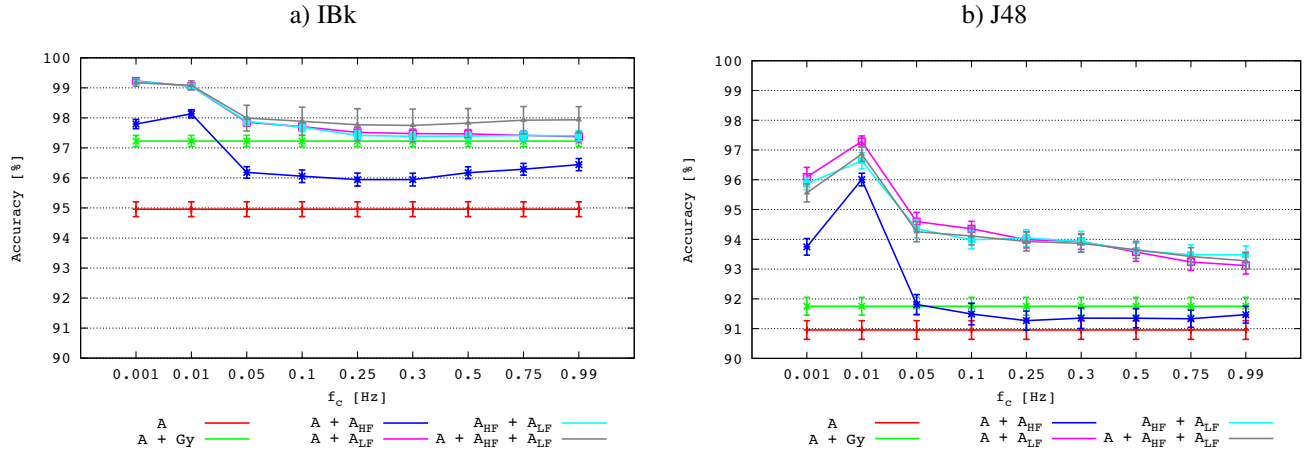 a) IBk
100
99
98
97
96
95
94
93
92
91
90
Accuracy [%]
0.001 0.01 0.05 0.1 0.25 0.3 0.5 0.75 0.99
f_c [Hz]
A A + A_HF A_HF + A_LF
A + Gy A + A_LF A + A_HF + A_LF
b) J48
100
99
98
97
96
95
94
93
92
91
90
Accuracy [%]
0.001 0.01 0.05 0.1 0.25 0.3 0.5 0.75 0.99
f_c [Hz]
A A + A_HF A_HF + A_LF
A + Gy A + A_LF A + A_HF + A_LF